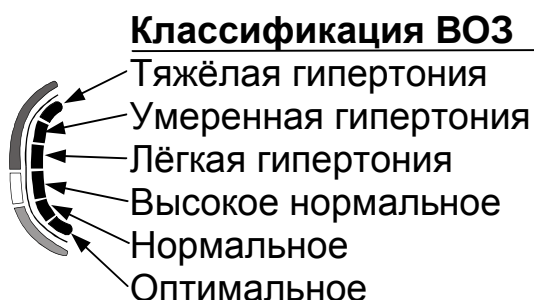 Классификация ВОЗ
Тяжёлая гипертония
Умеренная гипертония
Лёгкая гипертония
Высокое нормальное
Нормальное
Оптимальное